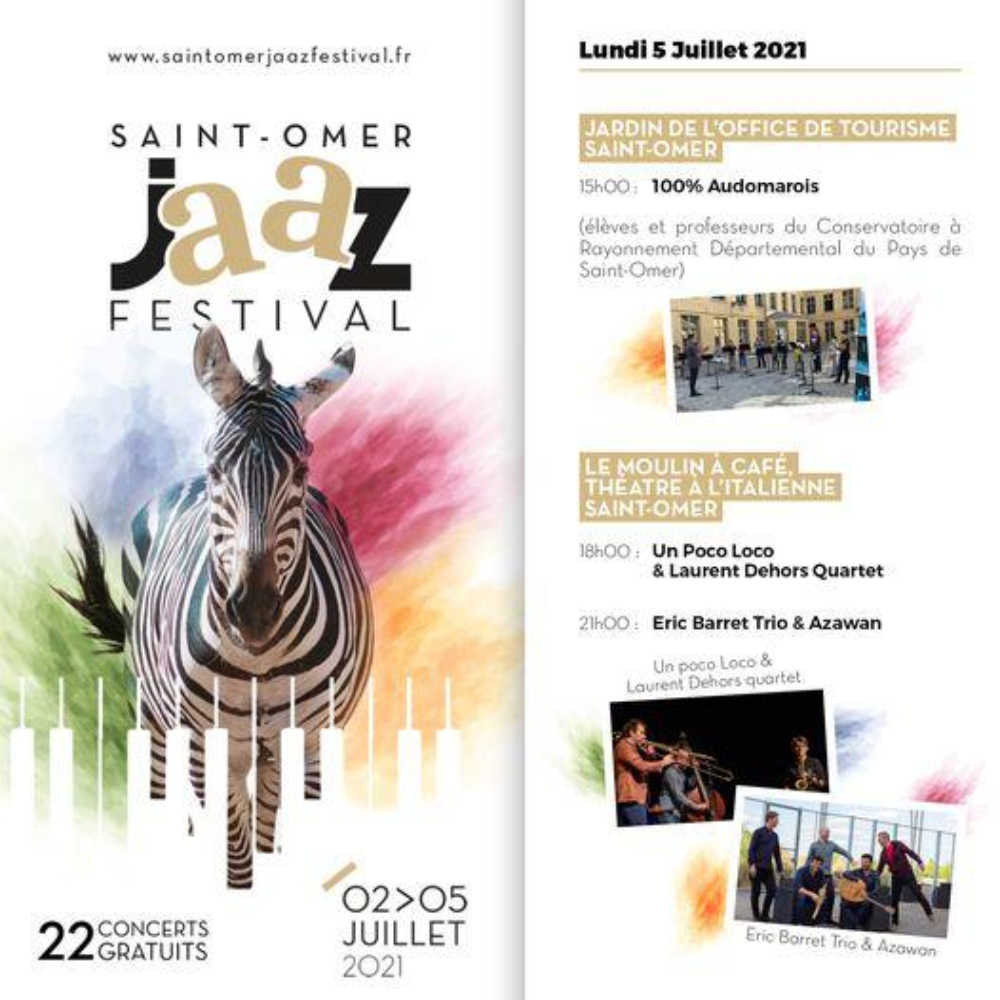 www.saintomerjaazfestival.fr
SAINT-OMER
jaaz
FESTIVAL
22 CONCERTS
GRATUITS
02>05
JUILLET
2021
Lundi 5 Juillet 2021
JARDIN DE L'OFFICE DE TOURISME
SAINT-OMER
15h00 : 100% Audomarois
(élèves et professeurs du Conservatoire à
Rayonnement Départemental du Pays de
Saint-Omer)
LE MOULIN À CAFÉ,
THÉATRE À L'ITALIENNE
SAINT-OMER
18h00 : Un Poco Loco
& Laurent Dehors Quartet
21h00 : Eric Barret Trio & Azawan
Un poco Loco &
Laurent Dehors quartet
Eric Barret Trio & Azawan